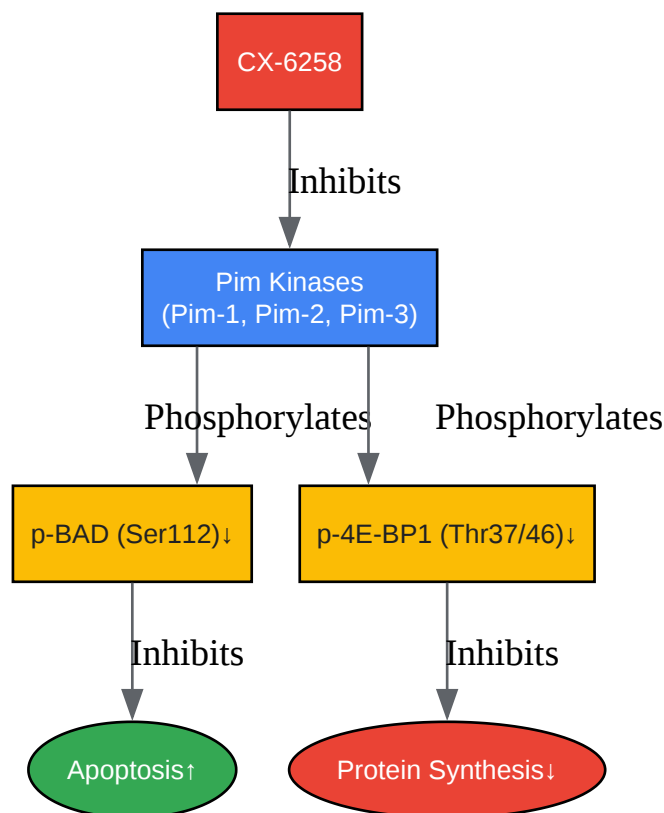 CX-6258
Inhibits
Pim Kinases
(Pim-1, Pim-2, Pim-3)
Phosphorylates
Phosphorylates
p-BAD (Ser112)↓
p-4E-BP1 (Thr37/46)↓
Inhibits
Inhibits
Apoptosis↑
Protein Synthesis↓